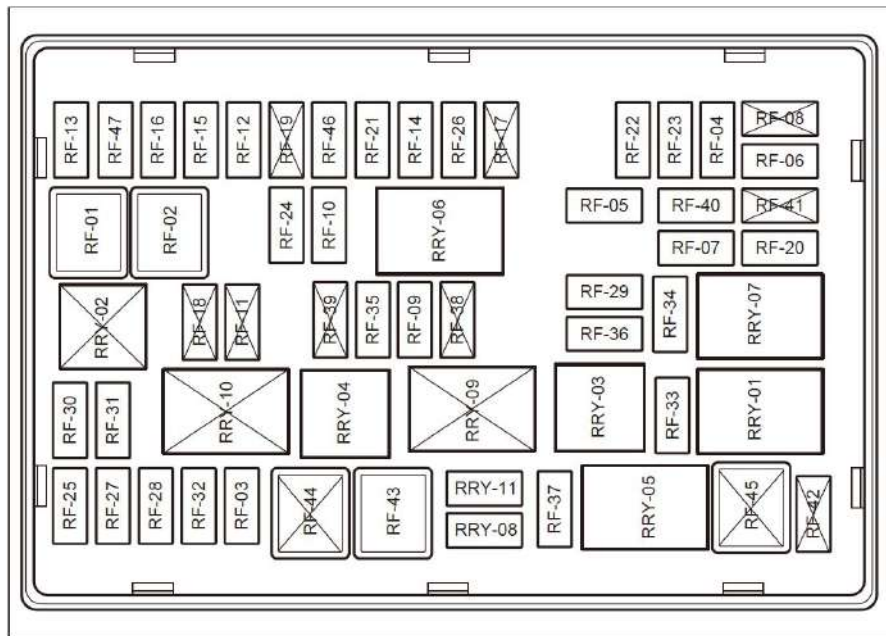 RF-13 RF-47 RF-16 RF-15 RF-12 RF-19 RF-46 RF-21 RF-14 RF-26 RF-17 RF-22 RF-23 RF-04 RF-08
RF-06
RF-01 RF-02 RF-24 RF-10 RRY-06 RF-05 RF-40 RF-41
RF-07 RF-20
RRY-02 RF-18 RF-11 RF-39 RF-35 RF-09 RF-38 RF-29 RF-34 RRY-07
RF-36
RF-30 RF-31 RRY-10 RRY-04 RRY-09 RRY-03 RF-33 RRY-01
RF-25 RF-27 RF-28 RF-32 RF-03 RF-44 RF-43 RRY-11 RF-37 RRY-05 RF-45 RF-42
RRY-08